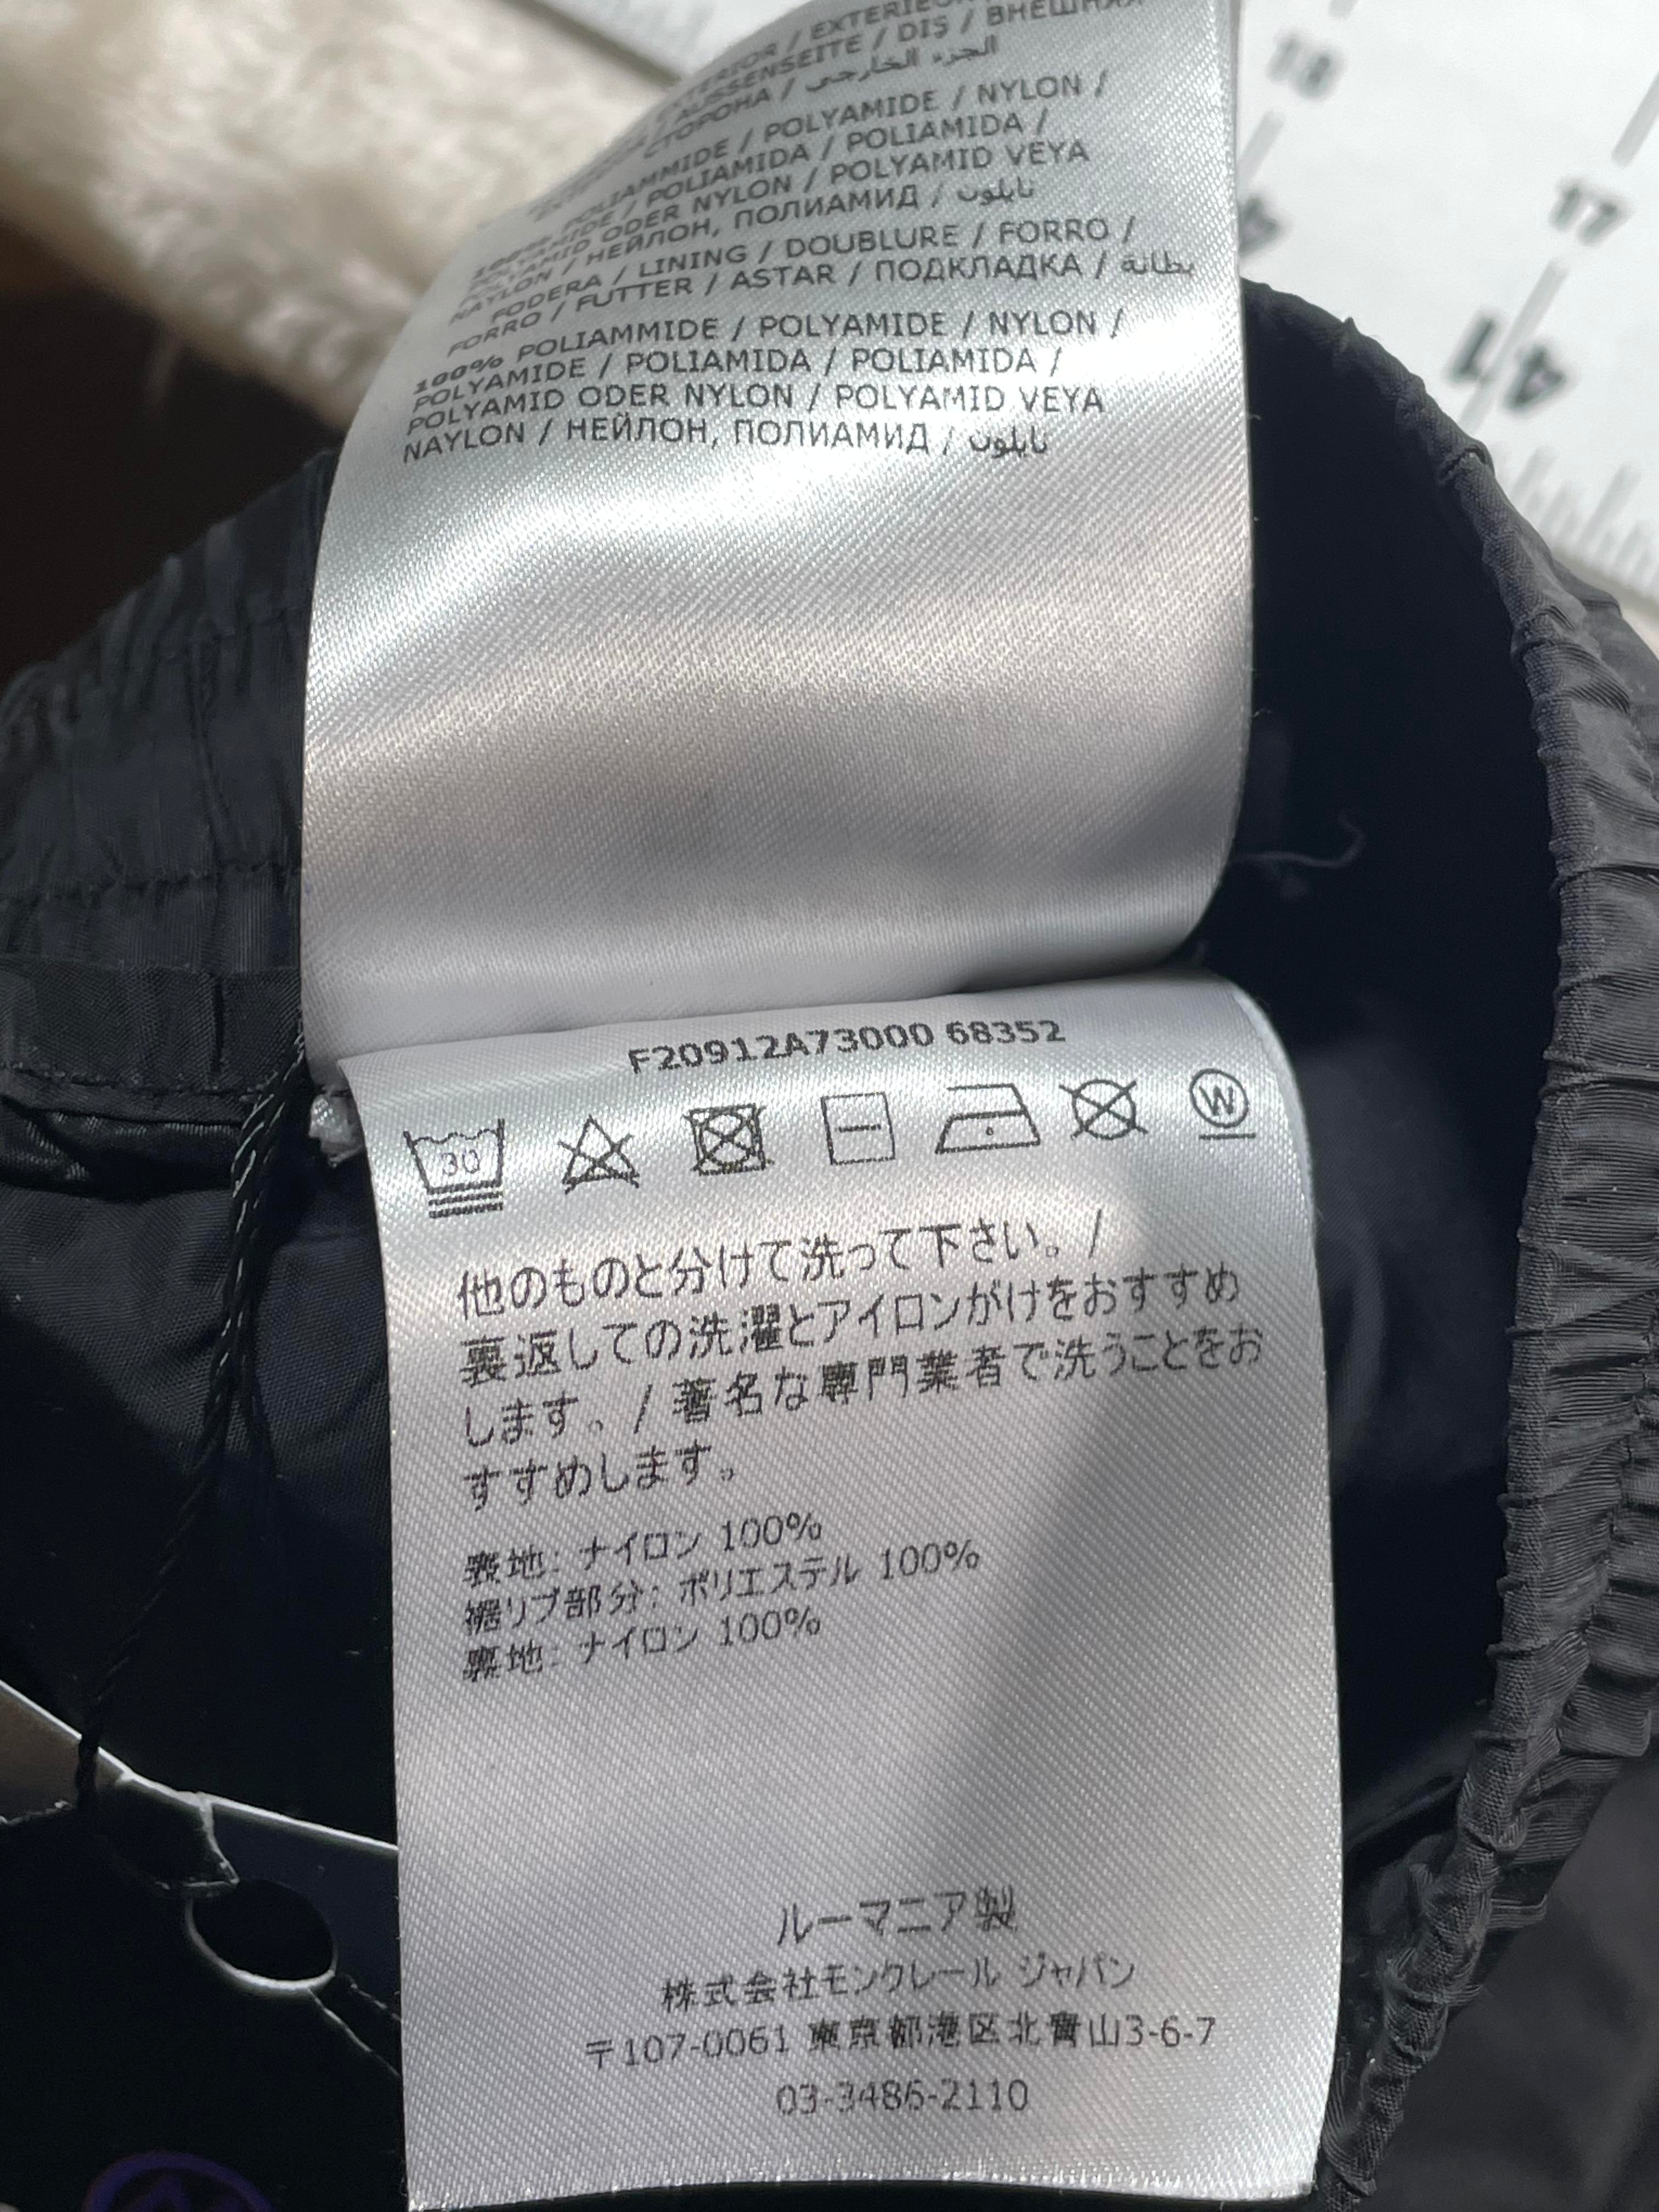 EXTERIOR / EXTERIEUR
AUSSENSEITE / DIŞ / ВНЕШНЯЯ
СТОРОНА / الجزء الخارجي
100% POLIAMMIDE / POLYAMIDE / NYLON /
POLYAMIDE / POLIAMIDA / POLIAMIDA /
POLYAMID ODER NYLON / POLYAMID VEYA
NAYLON / НЕЙЛОН, ПОЛИАМИД / نايلون
FODERA / LINING / DOUBLURE / FORRO /
FORRO / FUTTER / ASTAR / ПОДКЛАДКА / بطانة
100% POLIAMMIDE / POLYAMIDE / NYLON /
POLYAMIDE / POLIAMIDA / POLIAMIDA /
POLYAMID ODER NYLON / POLYAMID VEYA
NAYLON / НЕЙЛОН, ПОЛИАМИД / نايلون
F20912A73000 68352
30
W
他のものと分けて洗って下さい。/
裏返しての洗濯とアイロンがけをおすすめ
します。/ 著名な専門業者で洗うことをお
すすめします。
表地: ナイロン 100%
裾リブ部分: ポリエステル 100%
裏地: ナイロン 100%
ルーマニア製
株式会社モンクレール ジャパン
〒107-0061 東京都港区北青山3-6-7
03-3486-2110
18
17
4
41